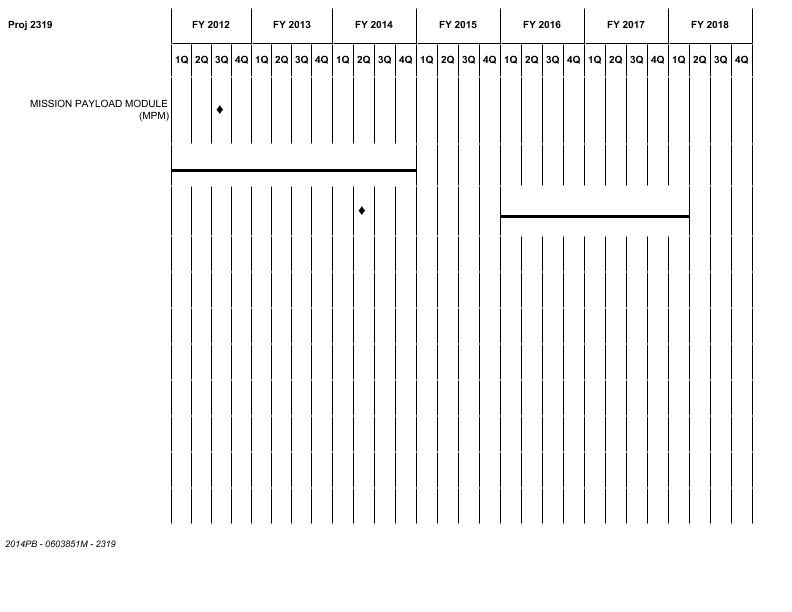 Proj 2319
FY 2012 FY 2013 FY 2014 FY 2015 FY 2016 FY 2017 FY 2018
1Q 2Q 3Q 4Q 1Q 2Q 3Q 4Q 1Q 2Q 3Q 4Q 1Q 2Q 3Q 4Q 1Q 2Q 3Q 4Q 1Q 2Q 3Q 4Q 1Q 2Q 3Q 4Q
MISSION PAYLOAD MODULE
(MPM)
2014PB - 0603851M - 2319